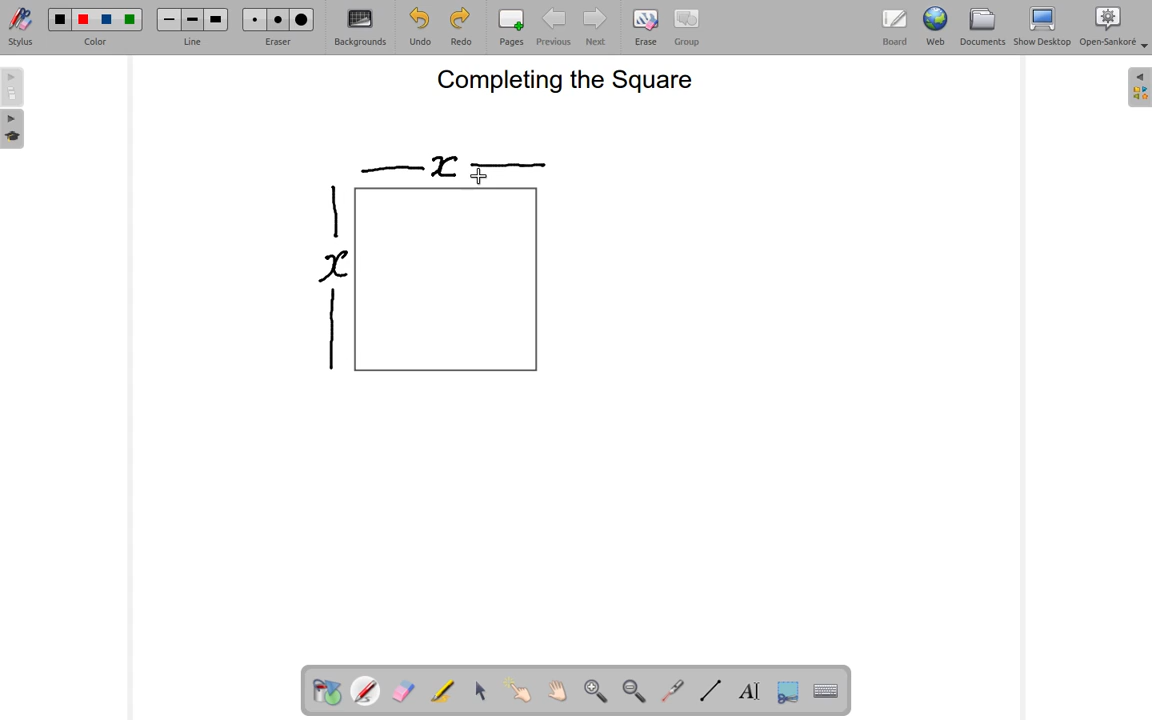 Stylus Color Line Eraser Backgrounds Undo Redo Pages Previous Next Erase Group Board Web Documents Show Desktop Open-Sankoré
Completing the Square
x
x
AI